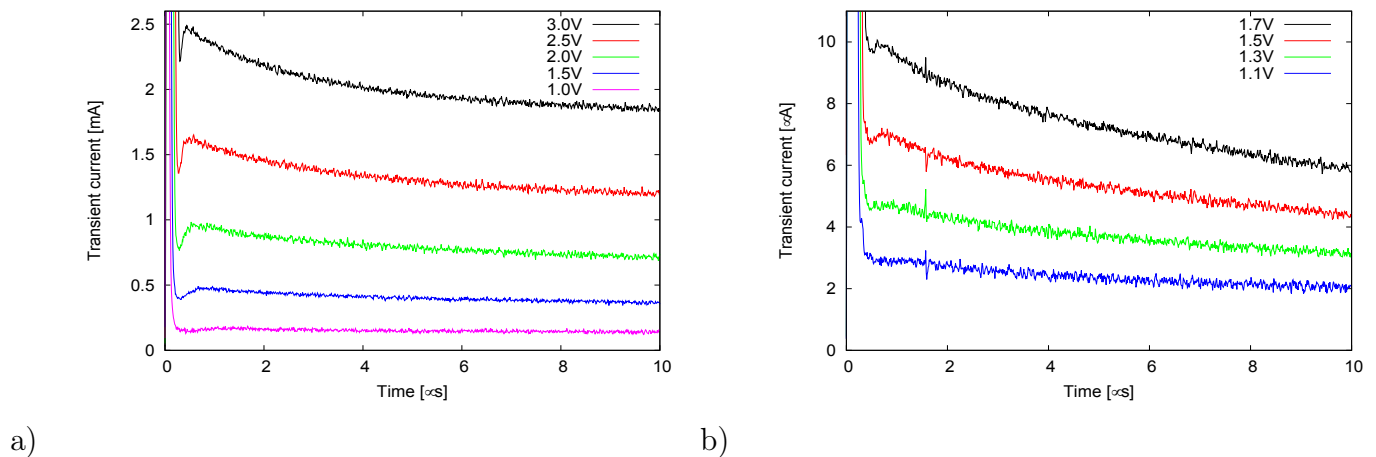 2.5
2
1.5
1
0.5
0
0 2 4 6 8 10
Transient current [mA]
Time [∝s]
3.0V
2.5V
2.0V
1.5V
1.0V
a)
10
8
6
4
2
0
0 2 4 6 8 10
Transient current [∝A]
Time [∝s]
1.7V
1.5V
1.3V
1.1V
b)